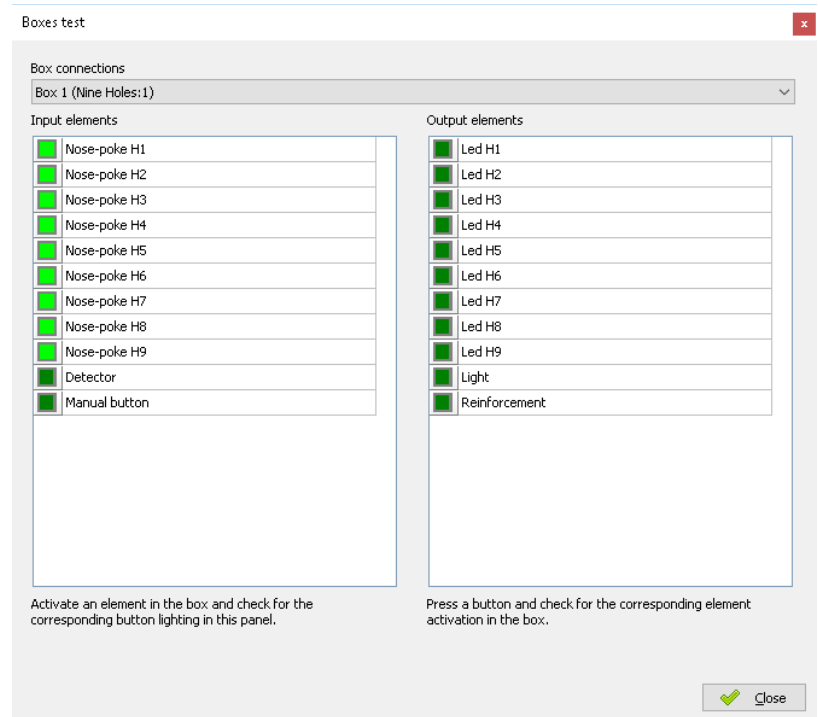 Boxes test
x
Box connections
Box 1 (Nine Holes:1)
Input elements
Nose-poke H1
Nose-poke H2
Nose-poke H3
Nose-poke H4
Nose-poke H5
Nose-poke H6
Nose-poke H7
Nose-poke H8
Nose-poke H9
Detector
Manual button
Activate an element in the box and check for the
corresponding button lighting in this panel.
Output elements
Led H1
Led H2
Led H3
Led H4
Led H5
Led H6
Led H7
Led H8
Led H9
Light
Reinforcement
Press a button and check for the corresponding element
activation in the box.
Close